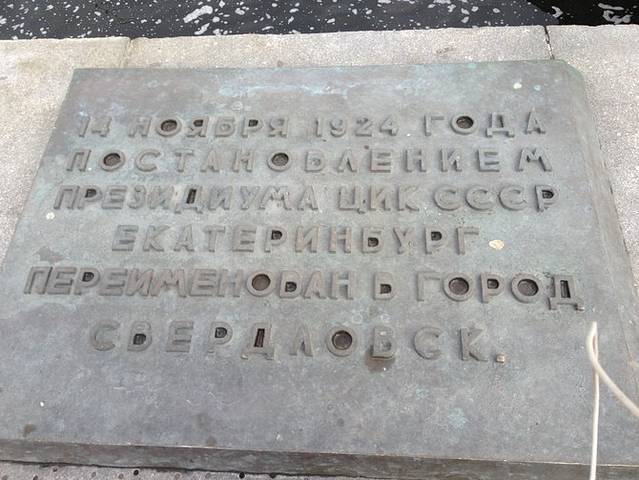 14 НОЯБРЯ 1924 ГОДА
ПОСТАНОВЛЕНИЕМ
ПРЕЗИДИУМА ЦИК СССР
ЕКАТЕРИНБУРГ
ПЕРЕИМЕНОВАН В ГОРОД
СВЕРДЛОВСК.